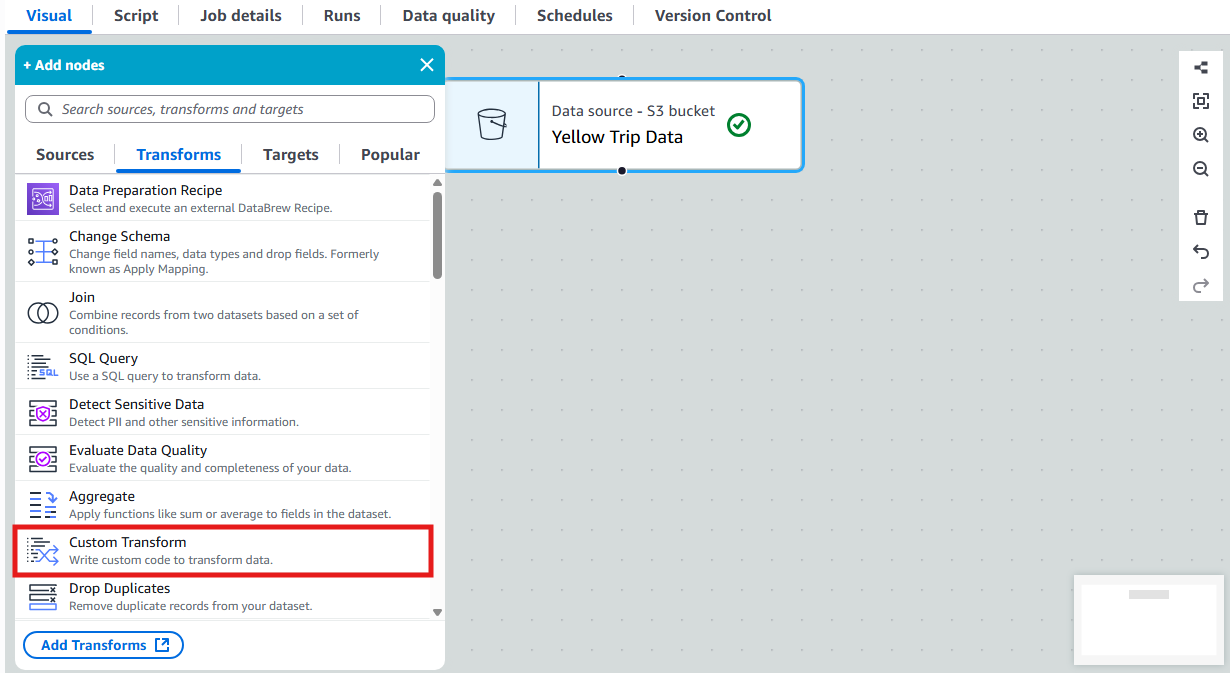 Visual
Script
Job details
Runs
Data quality
Schedules
Version Control
+ Add nodes
Search sources, transforms and targets
Sources
Transforms
Targets
Popular
Data Preparation Recipe
Select and execute an external DataBrew Recipe.
Change Schema
Change field names, data types and drop fields. Formerly
known as Apply Mapping.
Join
Combine records from two datasets based on a set of
conditions.
SQL Query
SQL
Use a SQL query to transform data.
Detect Sensitive Data
Detect PII and other sensitive information.
Evaluate Data Quality
Evaluate the quality and completeness of your data.
Aggregate
Apply functions like sum or average to fields in the dataset.
Custom Transform
Write custom code to transform data.
Drop Duplicates
Remove duplicate records from your dataset.
Add Transforms
Data source - S3 bucket
Yellow Trip Data